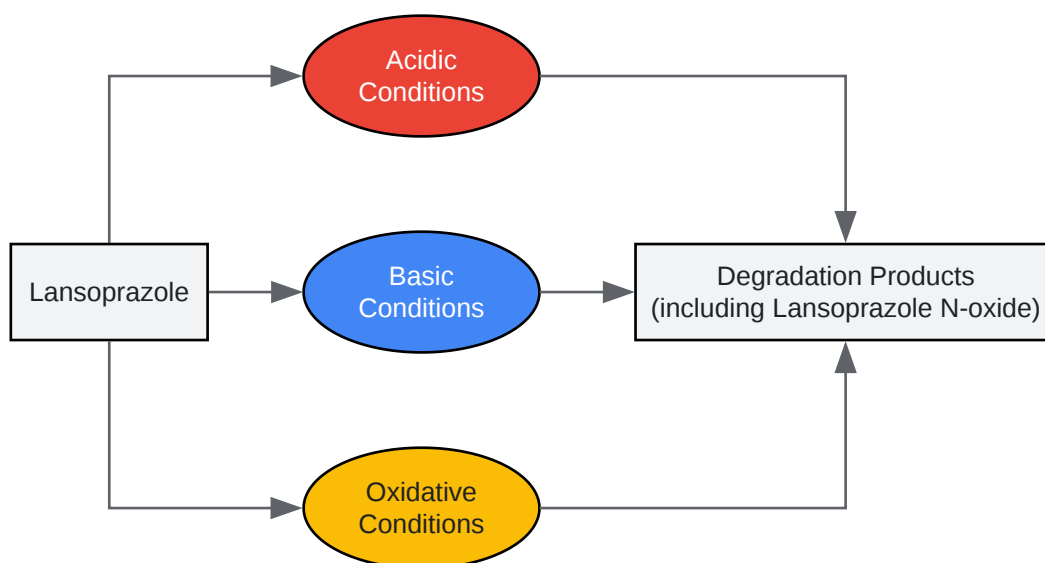 Acidic
Conditions
Lansoprazole
Basic
Conditions
Degradation Products
(including Lansoprazole N-oxide)
Oxidative
Conditions